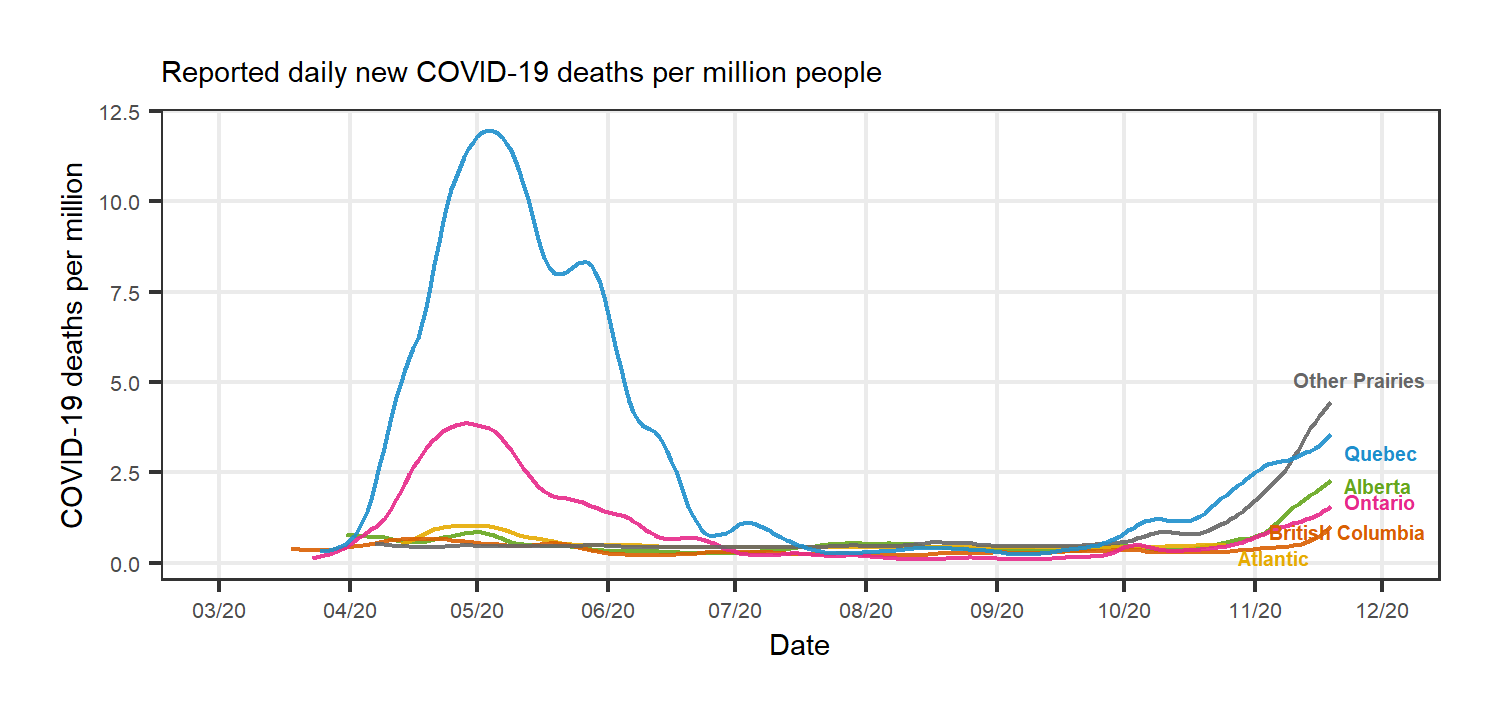 Reported daily new COVID-19 deaths per million people
COVID-19 deaths per million
12.5
10.0
7.5
5.0
2.5
0.0
Other Prairies
Quebec
Alberta
Ontario
British Columbia
Atlantic
03/20 04/20 05/20 06/20 07/20 08/20 09/20 10/20 11/20 12/20
Date